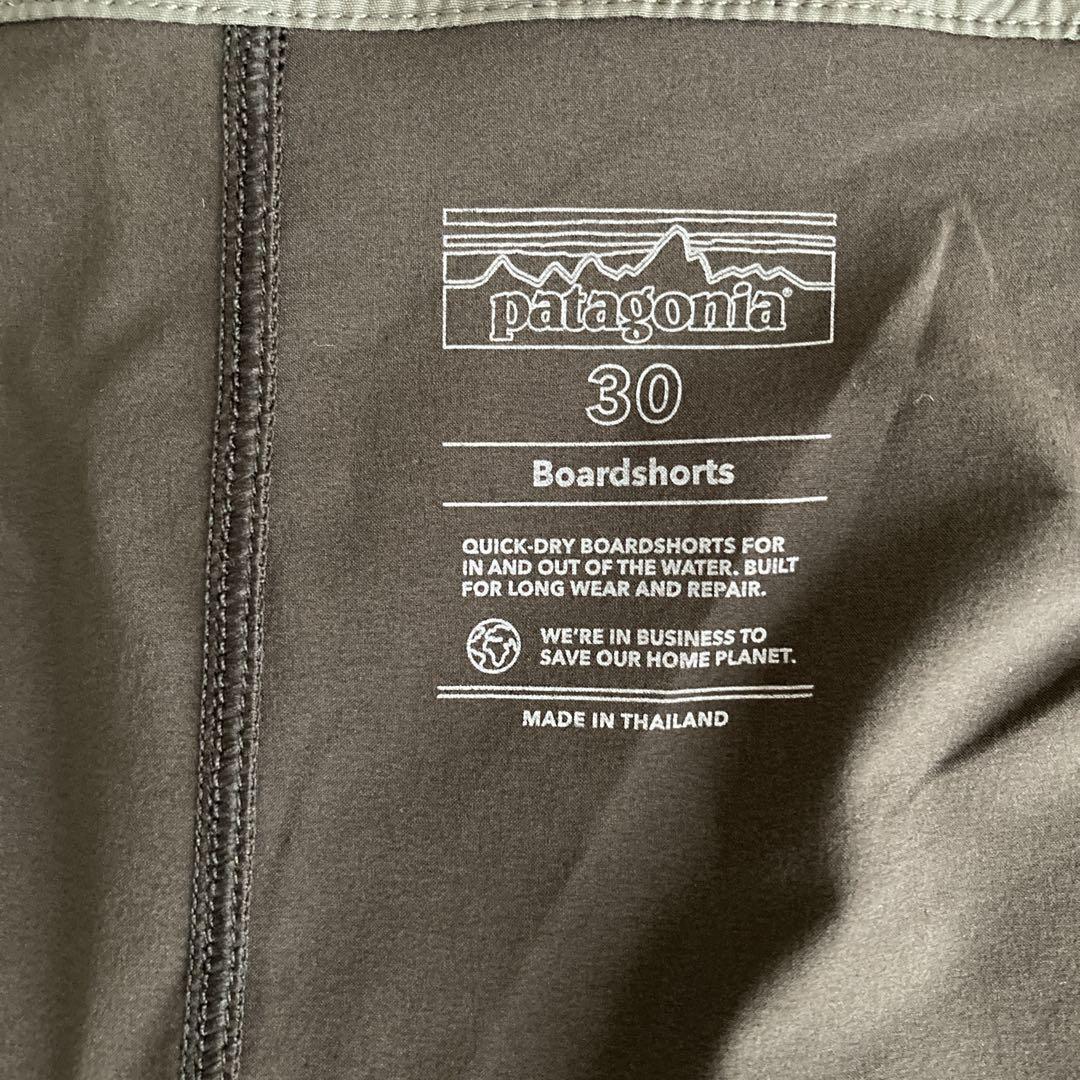 patagonia®
30
Boardshorts
QUICK-DRY BOARDSHORTS FOR
IN AND OUT OF THE WATER. BUILT
FOR LONG WEAR AND REPAIR.
WE'RE IN BUSINESS TO
SAVE OUR HOME PLANET.
MADE IN THAILAND